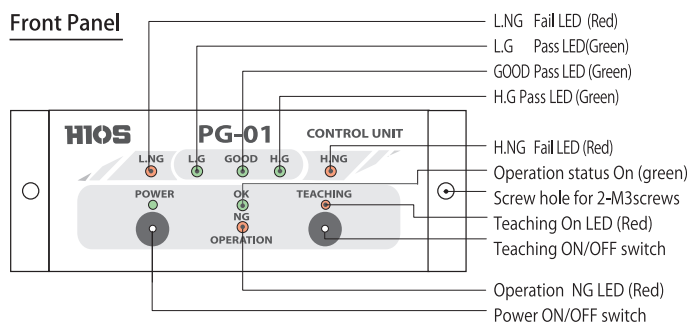 Front Panel
L.NG Fail LED (Red)
L.G Pass LED(Green)
GOOD Pass LED (Green)
H.G Pass LED (Green)
HIOS PG-01 CONTROL UNIT
L.NG L.G GOOD H.G H.NG
H.NG Fail LED (Red)
Operation status On (green)
POWER OK TEACHING
Screw hole for 2-M3screws
NG
Teaching On LED (Red)
OPERATION
Teaching ON/OFF switch
Operation NG LED (Red)
Power ON/OFF switch